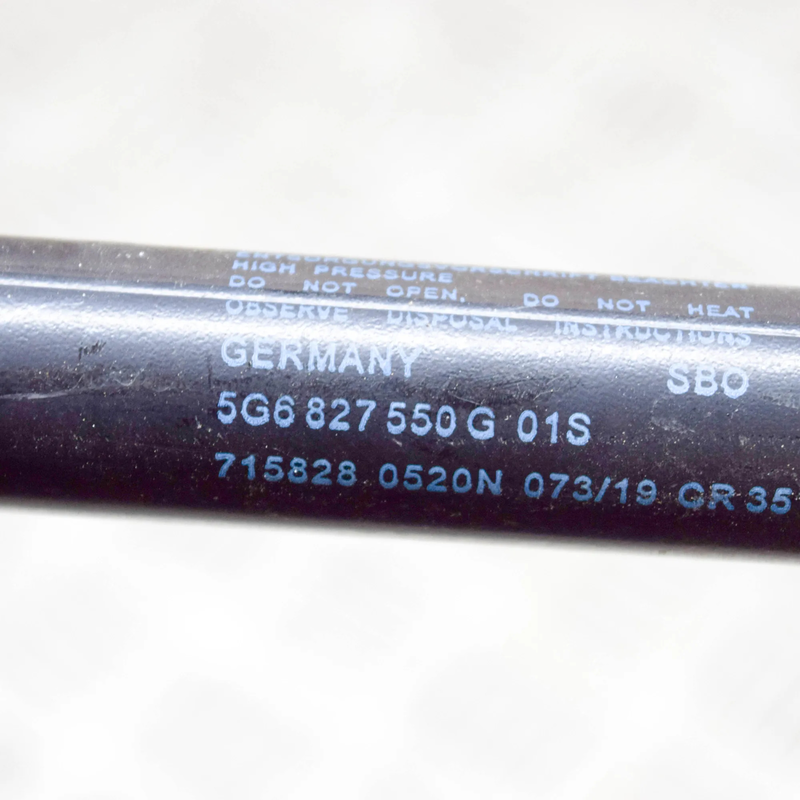 HIGH PRESSURE
DO NOT OPEN. DO NOT HEAT
OBSERVE DISPOSAL INSTRUCTIONS
GERMANY SBO
5G6 827 550 G 01S
715828 0520N 073/19 GR 35